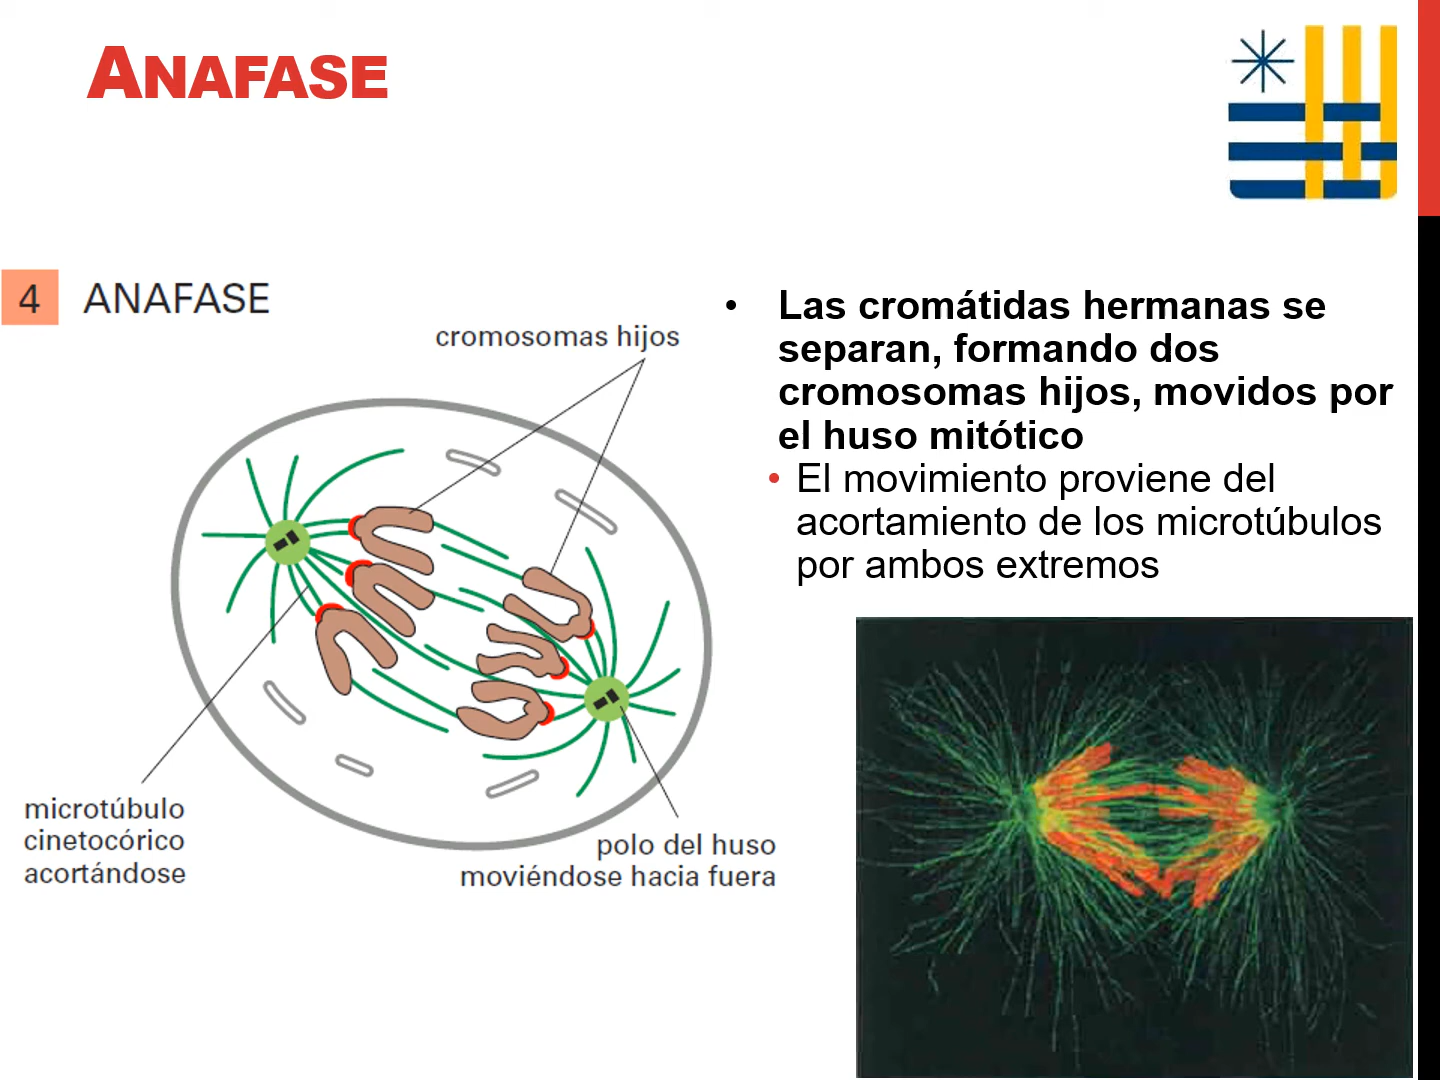 ANAFASE
4 ANAFASE
cromosomas hijos
microtúbulo
cinetocórico
acortándose
polo del huso
moviéndose hacia fuera
• Las cromátidas hermanas se
separan, formando dos
cromosomas hijos, movidos por
el huso mitótico
• El movimiento proviene del
acortamiento de los microtúbulos
por ambos extremos